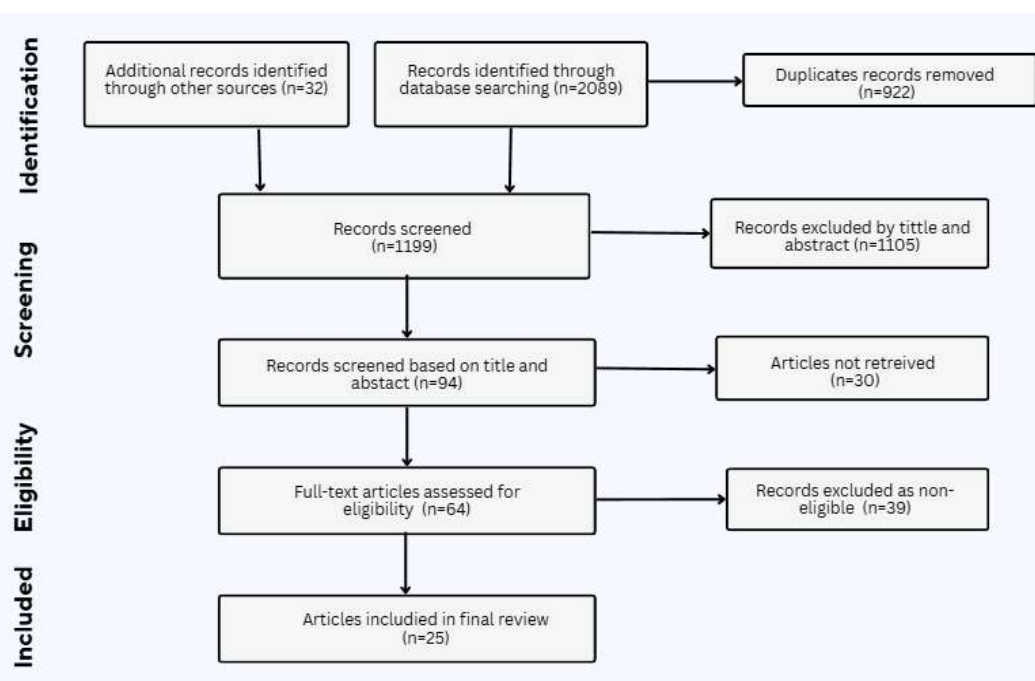 Identification
Additional records identified
through other sources (n=32)
Records identified through
database searching (n=2089)
Duplicates records removed
(n=922)
Screening
Records screened
(n=1199)
Records excluded by tittle and
abstract (n=1105)
Records screened based on title and
abstact (n=94)
Articles not retreived
(n=30)
Eligibility
Full-text articles assessed for
eligibility (n=64)
Records excluded as non-
eligible (n=39)
Included
Articles includied in final review
(n=25)